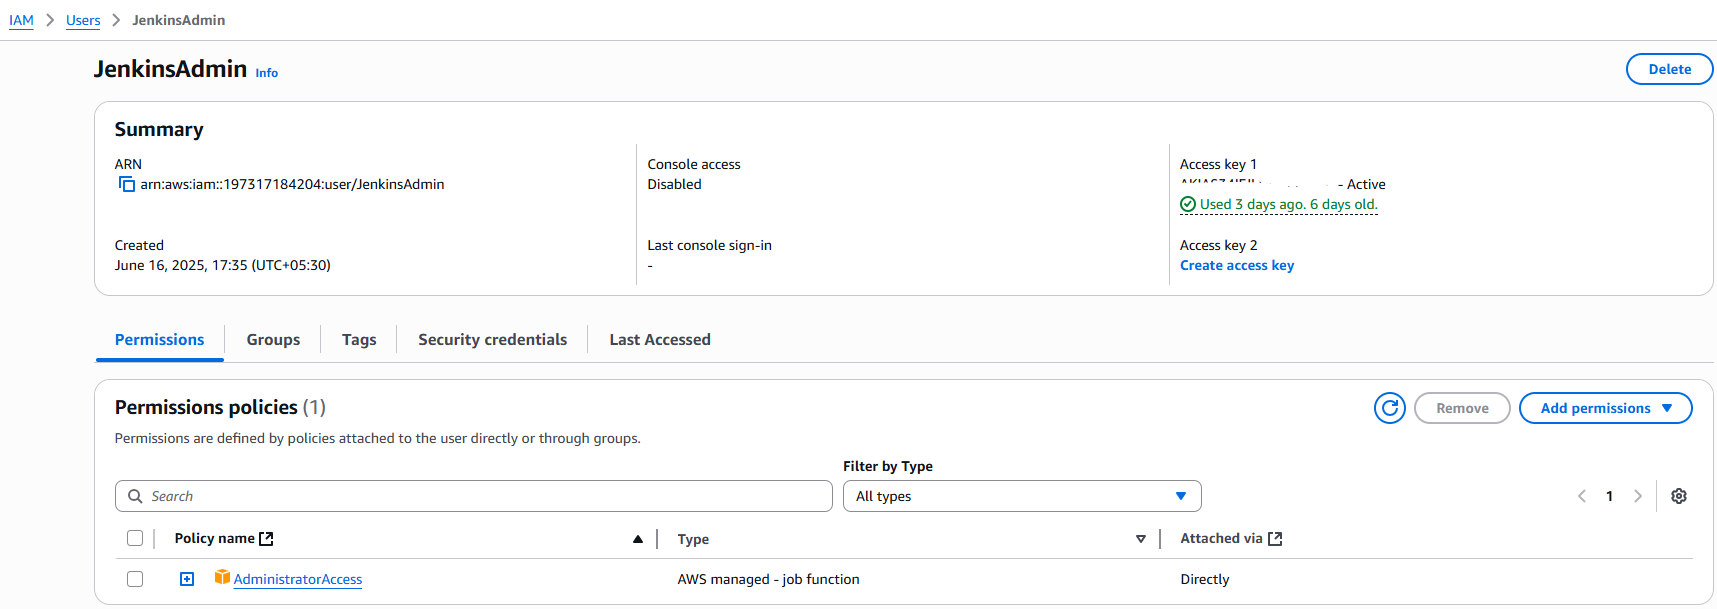 IAM > Users > JenkinsAdmin
JenkinsAdmin Info
Delete
Summary
ARN
arn:aws:iam::197317184204:user/JenkinsAdmin
Console access
Disabled
Access key 1
- Active
Used 3 days ago. 6 days old.
Created
June 16, 2025, 17:35 (UTC+05:30)
Last console sign-in
-
Access key 2
Create access key
Permissions
Groups
Tags
Security credentials
Last Accessed
Permissions policies (1)
Remove
Add permissions
Permissions are defined by policies attached to the user directly or through groups.
Filter by Type
Search
All types
1
Policy name
Type
Attached via
AdministratorAccess
AWS managed - job function
Directly